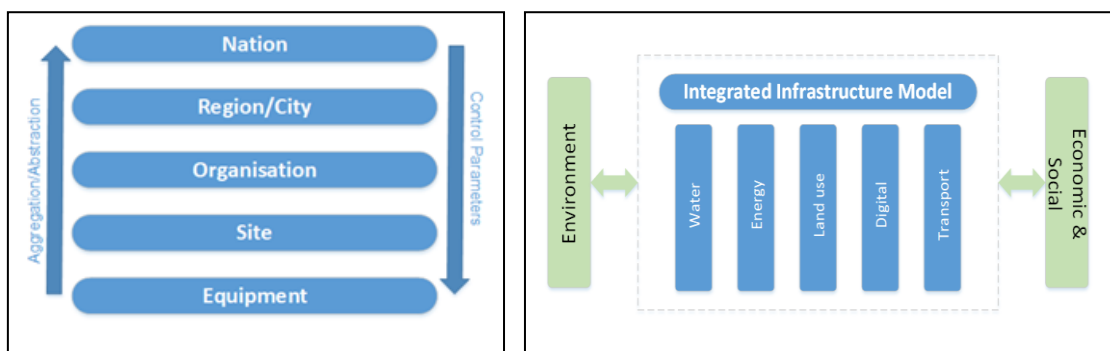 Nation
Region/City
Organisation
Site
Equipment
Aggregation/Abstraction
Control Parameters
Integrated Infrastructure Model
Environment
Water
Energy
Land use
Digital
Transport
Economic &
Social